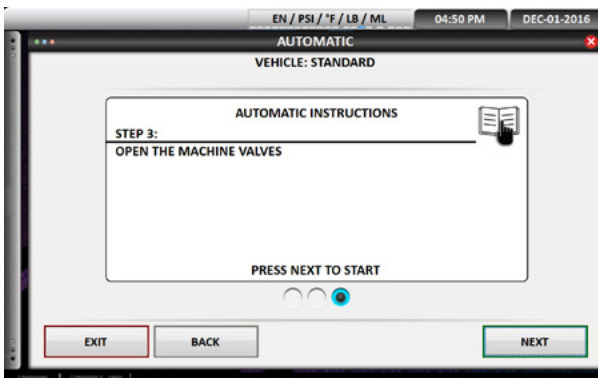 EN / PSI / °F / LB / ML 04:50 PM DEC-01-2016
AUTOMATIC
VEHICLE: STANDARD
AUTOMATIC INSTRUCTIONS
STEP 3:
OPEN THE MACHINE VALVES
PRESS NEXT TO START
EXIT BACK NEXT